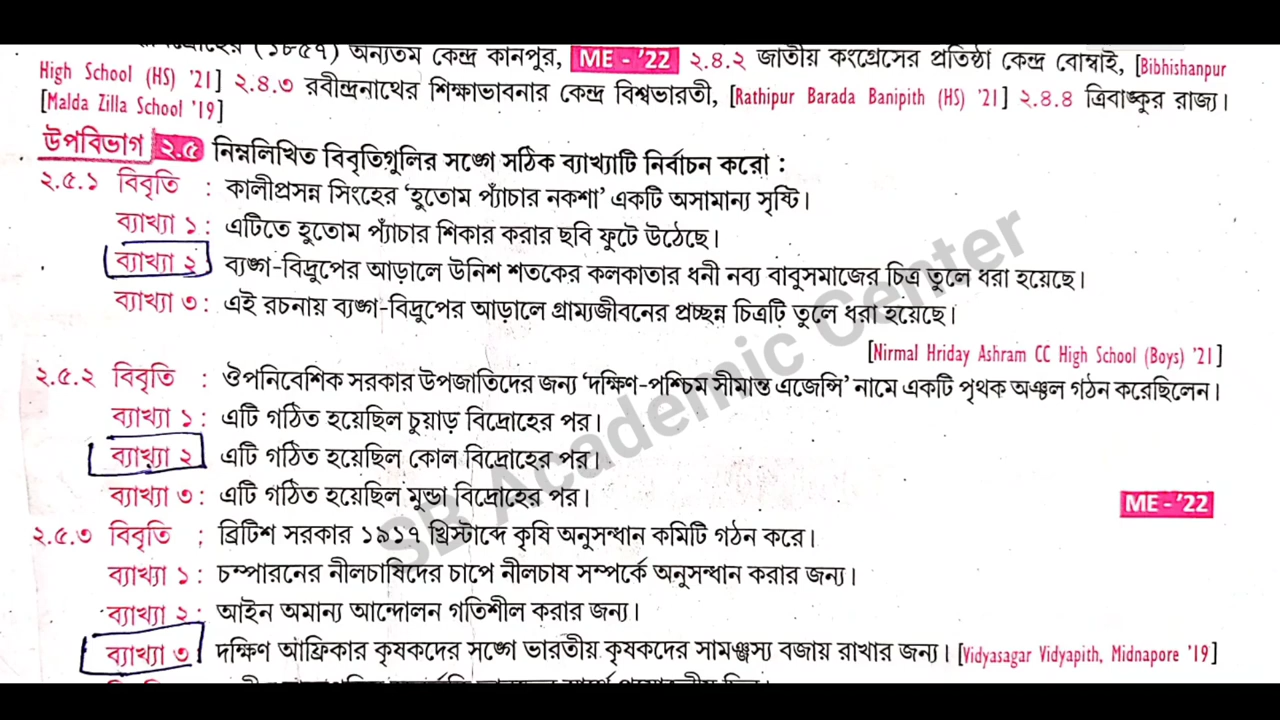 (১৮৫৭) অন্যতম কেন্দ্র কানপুর, ME - '22 ২.৪.২ জাতীয় কংগ্রেসের প্রতিষ্ঠা কেন্দ্র বোম্বাই, [Bibhishanpur
High School (HS) '21] ২.৪.৩ রবীন্দ্রনাথের শিক্ষাভাবনার কেন্দ্র বিশ্বভারতী, [Rathipur Barada Banipith (HS) '21] ২.৪.৪ ত্রিবাঙ্কুর রাজ্য।
[Malda Zilla School '19]
উপবিভাগ ২.৫ নিম্নলিখিত বিবৃতিগুলির সঙ্গে সঠিক ব্যাখ্যাটি নির্বাচন করো :
২.৫.১ বিবৃতি : কালীপ্রসন্ন সিংহের 'হুতোম প্যাঁচার নকশা' একটি অসামান্য সৃষ্টি।
ব্যাখ্যা ১ : এটিতে হুতোম প্যাঁচার শিকার করার ছবি ফুটে উঠেছে।
ব্যাখ্যা ২ : ব্যঙ্গ-বিদ্রুপের আড়ালে উনিশ শতকের কলকাতার ধনী নব্য বাবুসমাজের চিত্র তুলে ধরা হয়েছে।
ব্যাখ্যা ৩ : এই রচনায় ব্যঙ্গ-বিদ্রুপের আড়ালে গ্রাম্যজীবনের প্রচ্ছন্ন চিত্রটি তুলে ধরা হয়েছে।
[Nirmal Hriday Ashram CC High School (Boys) '21]
২.৫.২ বিবৃতি : ঔপনিবেশিক সরকার উপজাতিদের জন্য 'দক্ষিণ-পশ্চিম সীমান্ত এজেন্সি' নামে একটি পৃথক অঞ্চল গঠন করেছিলেন।
ব্যাখ্যা ১ : এটি গঠিত হয়েছিল চুয়াড় বিদ্রোহের পর।
ব্যাখ্যা ২ : এটি গঠিত হয়েছিল কোল বিদ্রোহের পর।
ব্যাখ্যা ৩ : এটি গঠিত হয়েছিল মুন্ডা বিদ্রোহের পর।
ME - '22
২.৫.৩ বিবৃতি ; ব্রিটিশ সরকার ১৯১৭ খ্রিস্টাব্দে কৃষি অনুসন্ধান কমিটি গঠন করে।
ব্যাখ্যা ১ : চম্পারনের নীলচাষিদের চাপে নীলচাষ সম্পর্কে অনুসন্ধান করার জন্য।
ব্যাখ্যা ২ : আইন অমান্য আন্দোলন গতিশীল করার জন্য।
ব্যাখ্যা ৩ : দক্ষিণ আফ্রিকার কৃষকদের সঙ্গে ভারতীয় কৃষকদের সামঞ্জস্য বজায় রাখার জন্য। [Vidyasagar Vidyapith, Midnapore '19]
SB Academic Center